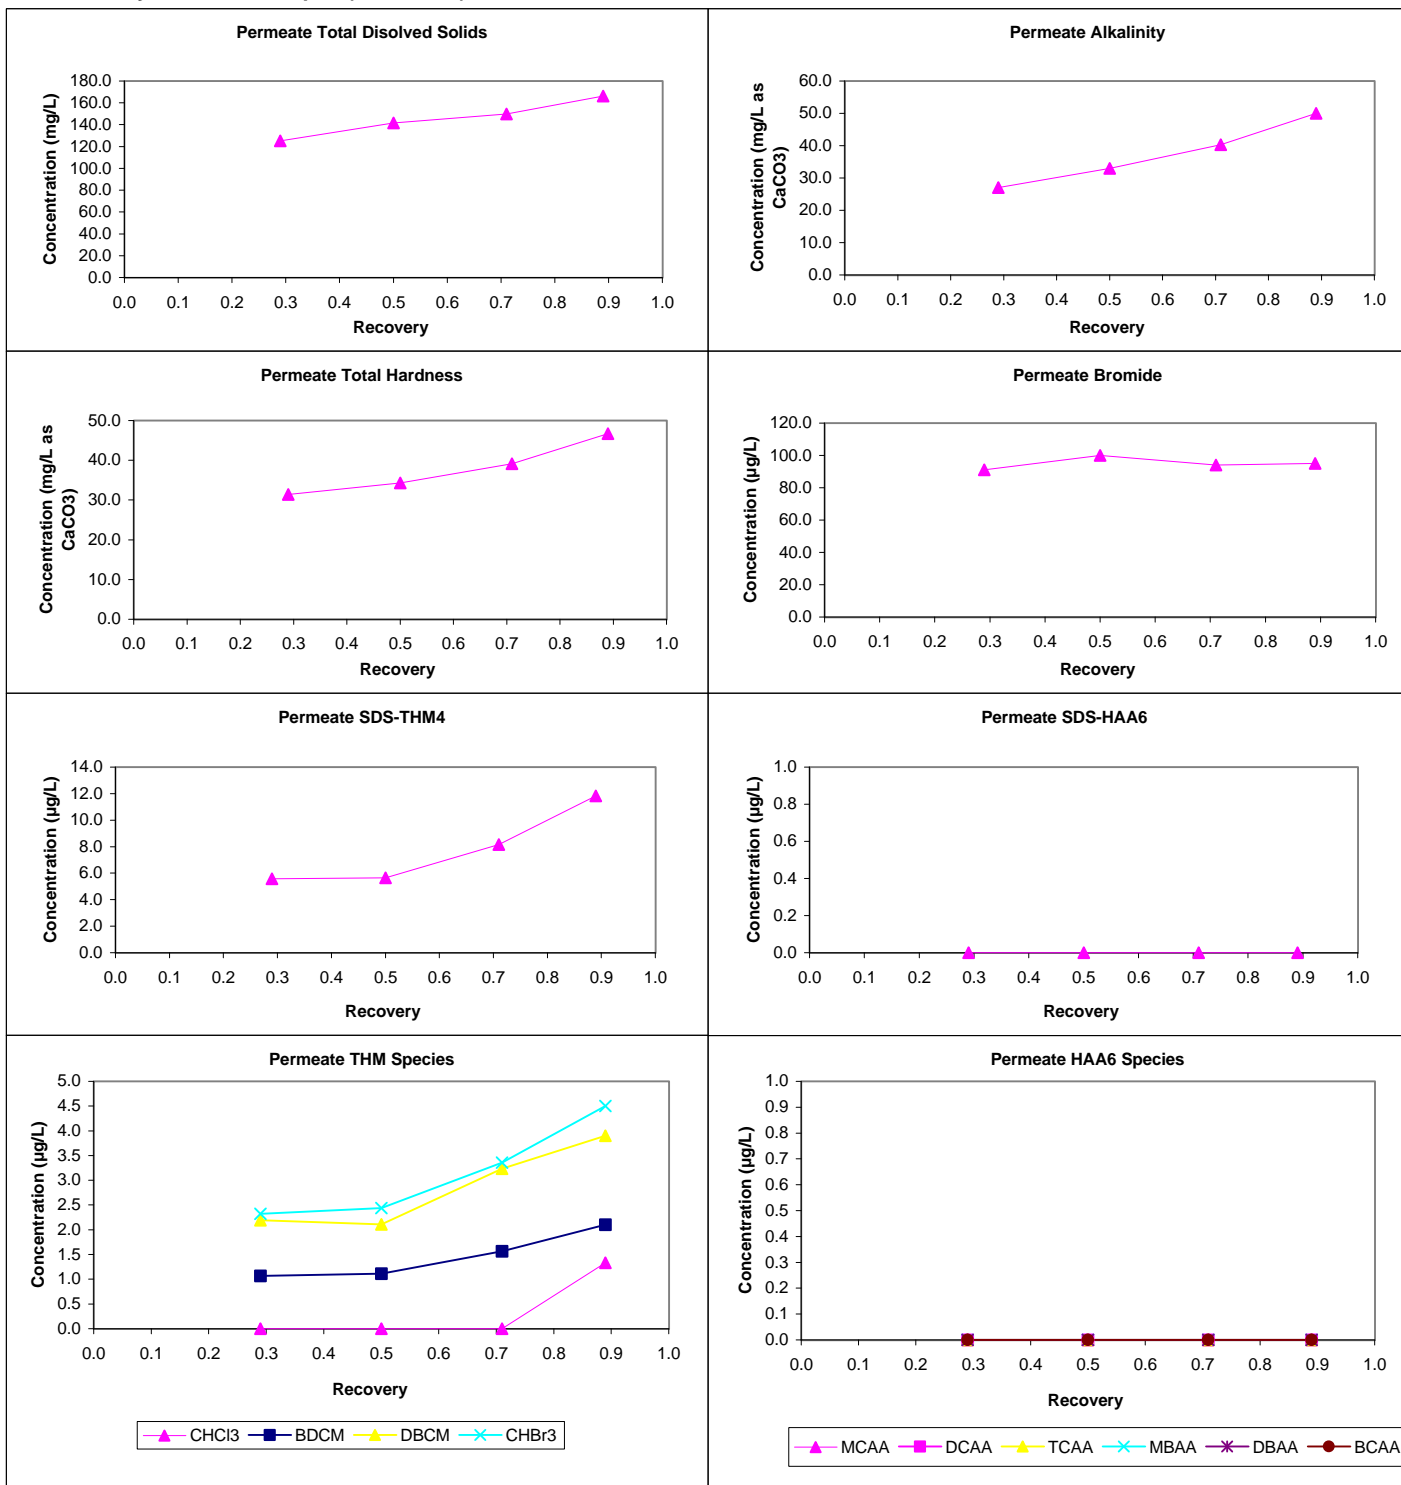 Permeate Total Disolved Solids
180.0
160.0
140.0
120.0
100.0
80.0
60.0
40.0
20.0
0.0
Concentration (mg/L)
0.0 0.1 0.2 0.3 0.4 0.5 0.6 0.7 0.8 0.9 1.0
Recovery
Permeate Alkalinity
60.0
50.0
40.0
30.0
20.0
10.0
0.0
Concentration (mg/L as
CaCO3)
0.0 0.1 0.2 0.3 0.4 0.5 0.6 0.7 0.8 0.9 1.0
Recovery
Permeate Total Hardness
50.0
40.0
30.0
20.0
10.0
0.0
Concentration (mg/L as
CaCO3)
0.0 0.1 0.2 0.3 0.4 0.5 0.6 0.7 0.8 0.9 1.0
Recovery
Permeate Bromide
120.0
100.0
80.0
60.0
40.0
20.0
0.0
Concentration (µg/L)
0.0 0.1 0.2 0.3 0.4 0.5 0.6 0.7 0.8 0.9 1.0
Recovery
Permeate SDS-THM4
14.0
12.0
10.0
8.0
6.0
4.0
2.0
0.0
Concentration (µg/L)
0.0 0.1 0.2 0.3 0.4 0.5 0.6 0.7 0.8 0.9 1.0
Recovery
Permeate SDS-HAA6
1.0
0.8
0.6
0.4
0.2
0.0
Concentration (µg/L)
0.0 0.1 0.2 0.3 0.4 0.5 0.6 0.7 0.8 0.9 1.0
Recovery
Permeate THM Species
5.0
4.5
4.0
3.5
3.0
2.5
2.0
1.5
1.0
0.5
0.0
Concentration (µg/L)
0.0 0.1 0.2 0.3 0.4 0.5 0.6 0.7 0.8 0.9 1.0
Recovery
CHCl3 BDCM DBCM CHBr3
Permeate HAA6 Species
1.0
0.9
0.8
0.7
0.6
0.5
0.4
0.3
0.2
0.1
0.0
Concentration (µg/L)
0.0 0.1 0.2 0.3 0.4 0.5 0.6 0.7 0.8 0.9 1.0
Recovery
MCAA DCAA TCAA MBAA DBAA BCAA